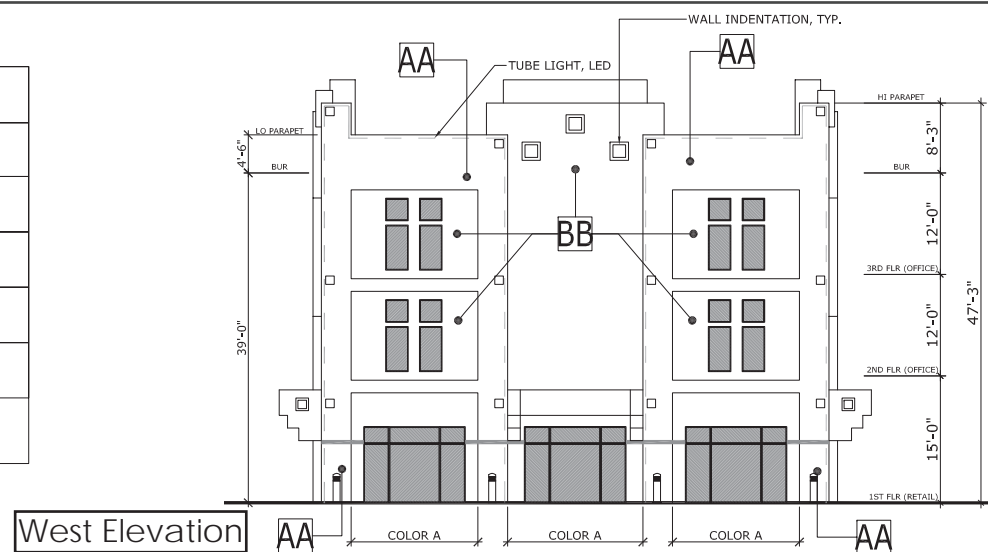 WALL INDENTATION, TYP.
AA
AA
TUBE LIGHT, LED
HI PARAPET
LO PARAPET
4'-6"
8'-3"
BUR
BUR
BB
12'-0"
3RD FLR (OFFICE)
47'-3"
39'-0"
12'-0"
2ND FLR (OFFICE)
15'-0"
1ST FLR (RETAIL)
West Elevation
AA
COLOR A
COLOR A
COLOR A
AA